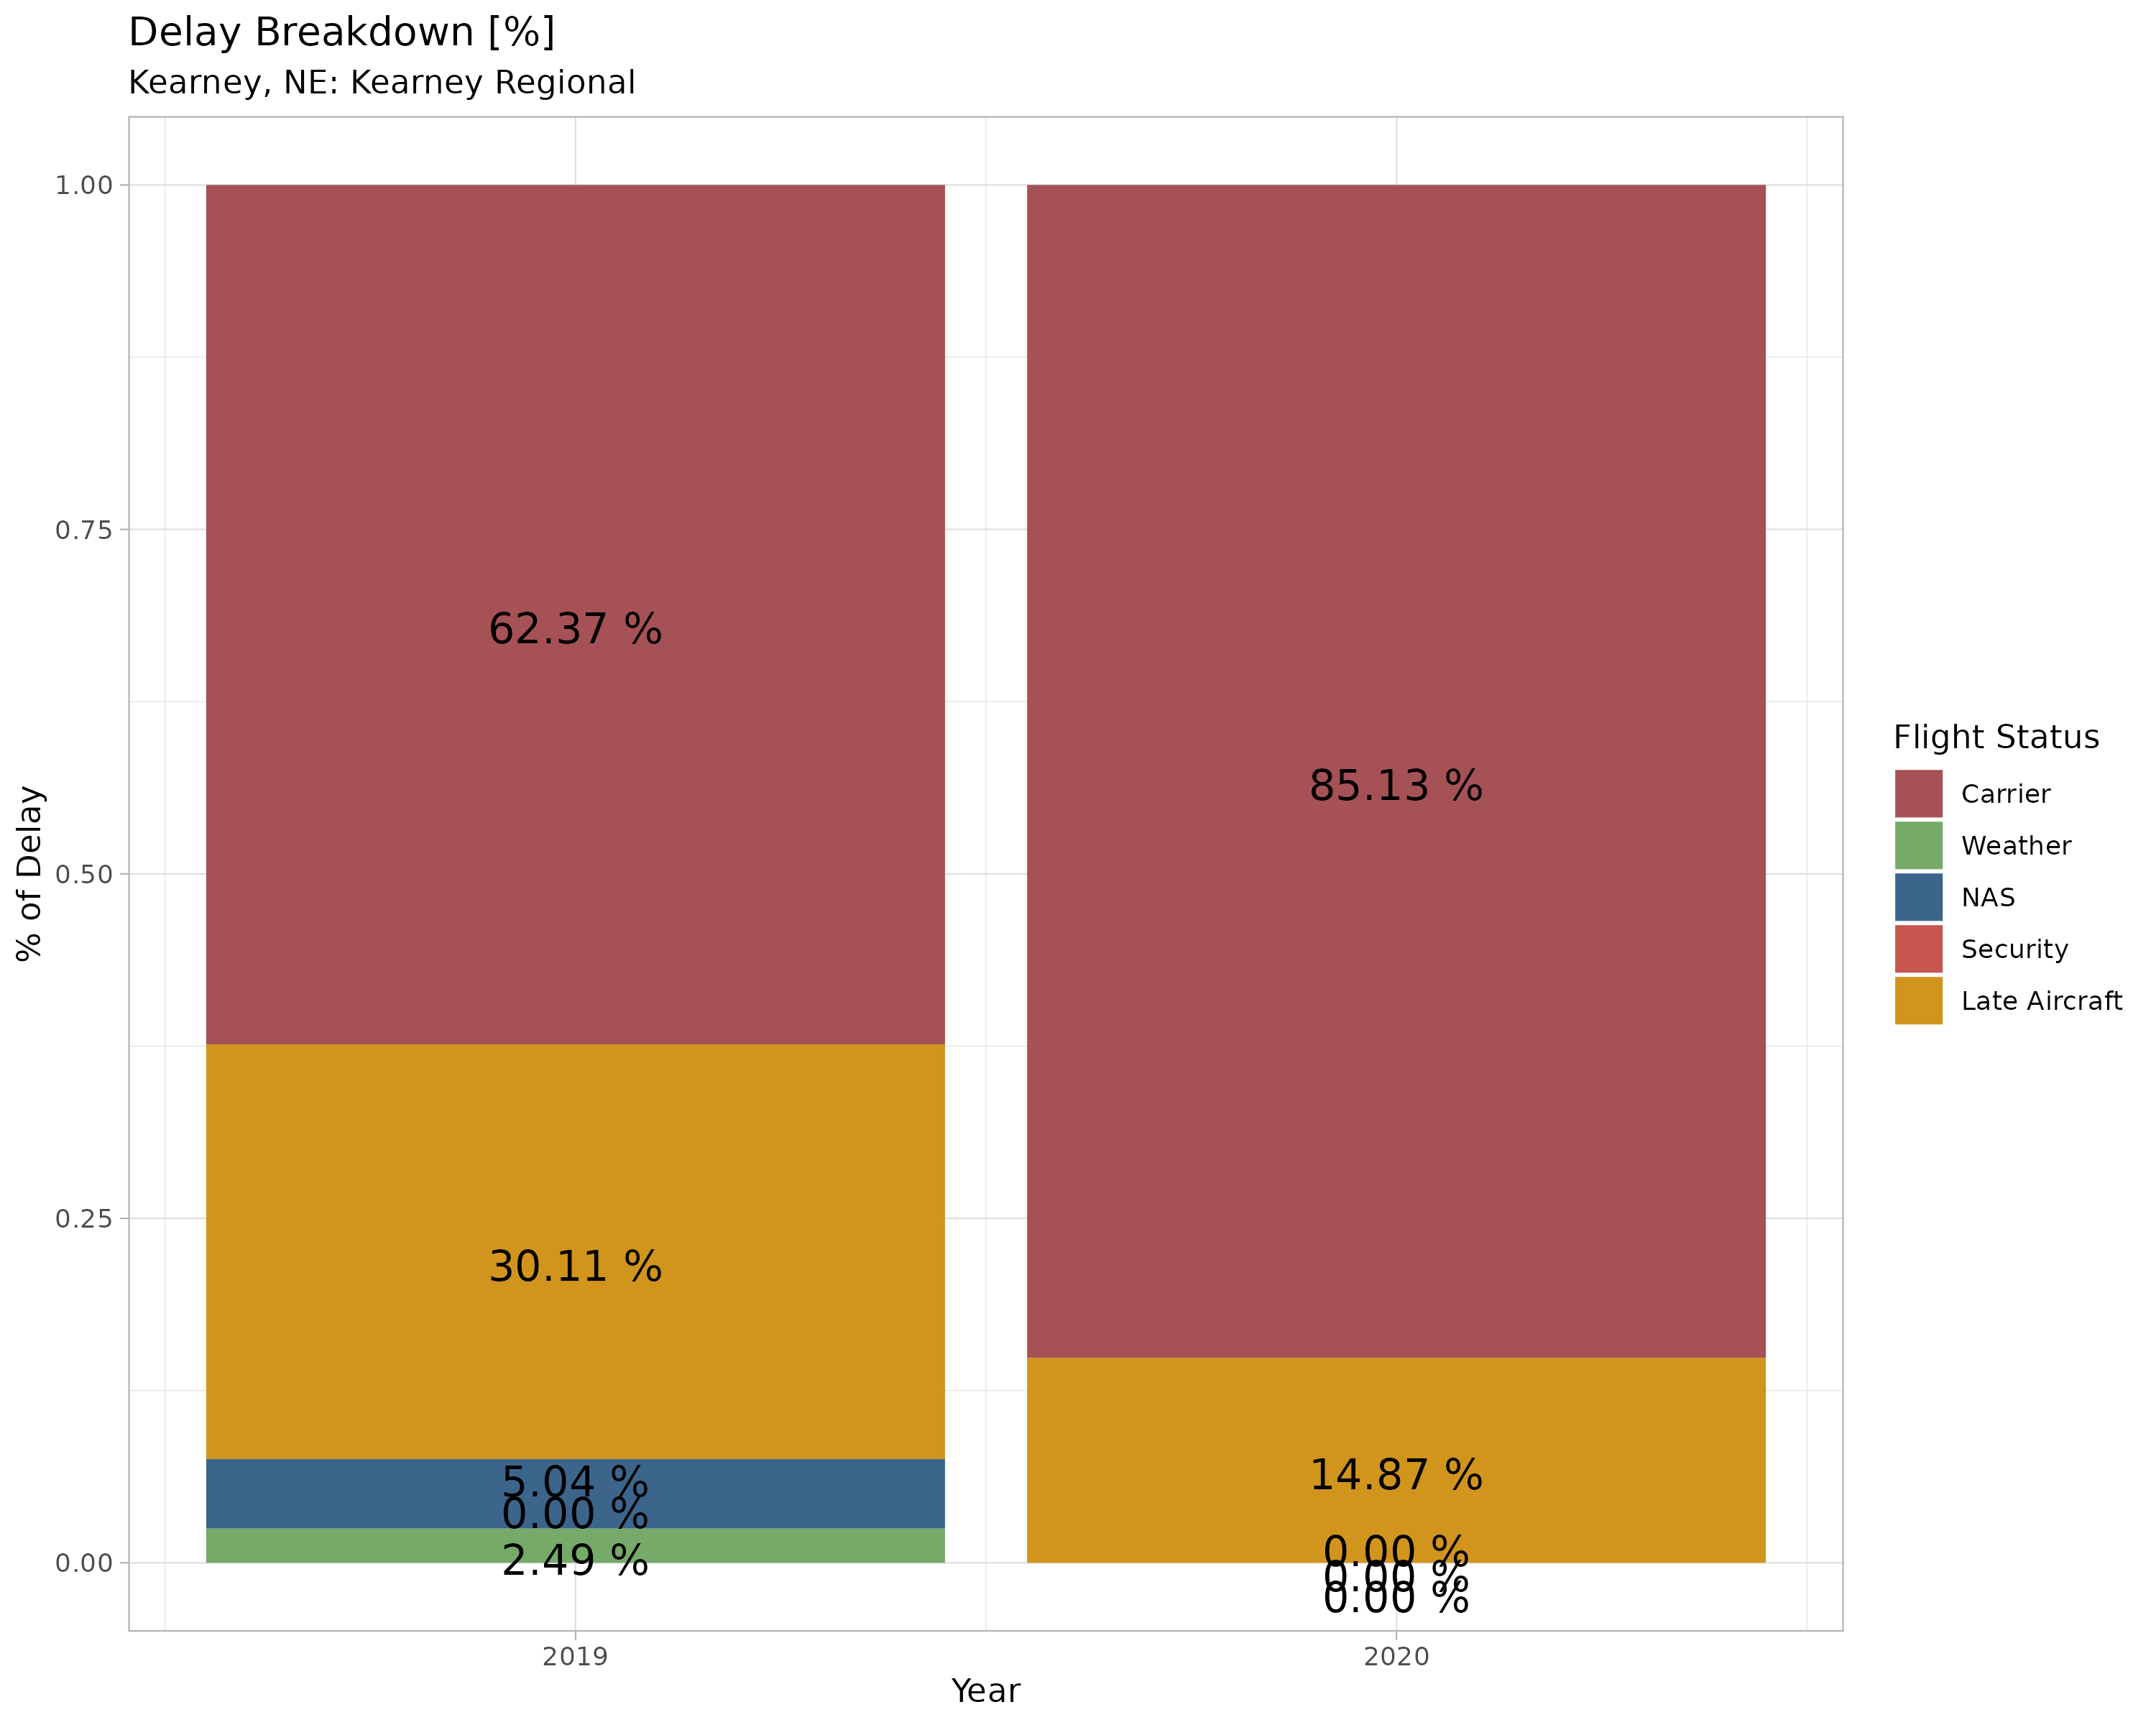 Delay Breakdown [%]
Kearney, NE: Kearney Regional
1.00
0.75
0.50
0.25
0.00
% of Delay
62.37 %
30.11 %
5.04 %
0.00 %
2.49 %
85.13 %
14.87 %
0.00 %
0.00 %
0.00 %
2019
2020
Year
Flight Status
Carrier
Weather
NAS
Security
Late Aircraft